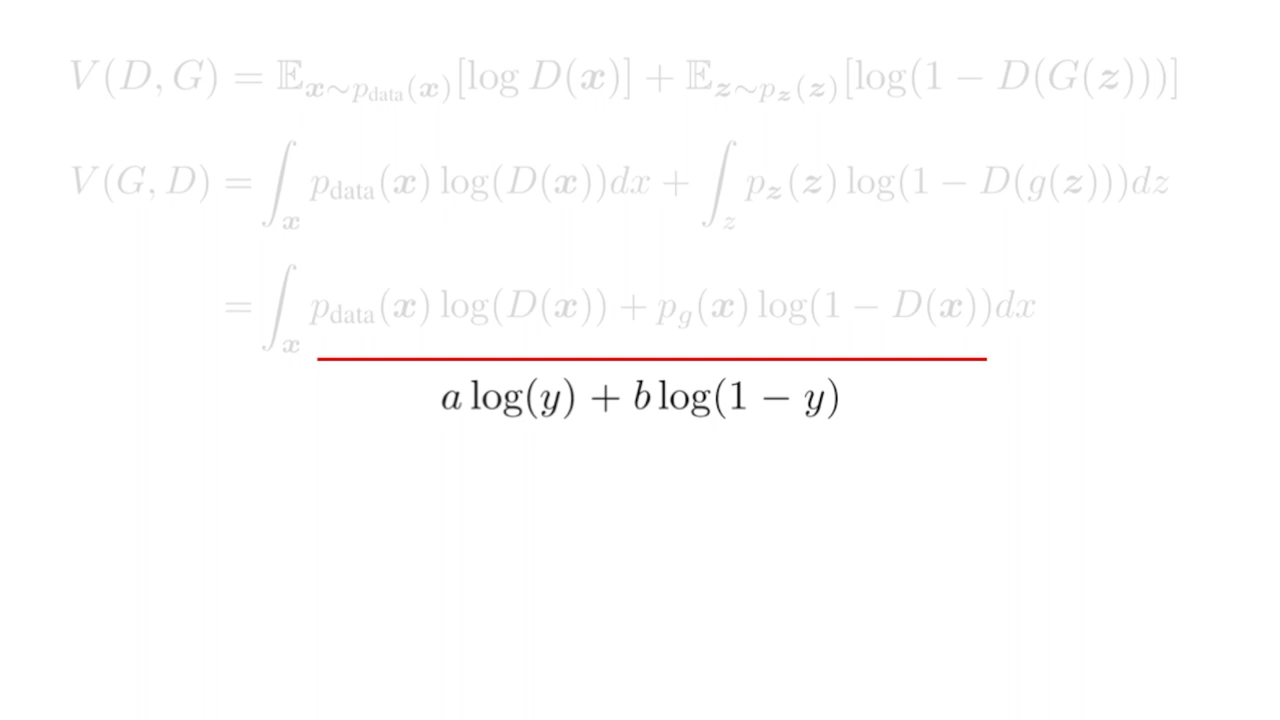 V(D, G) = 𝔼_{x∼p_data(x)}[log D(x)] + 𝔼_{z∼p_z(z)}[log(1 − D(G(z)))]
V(G, D) = ∫_x p_data(x) log(D(x))dx + ∫_z p_z(z) log(1 − D(g(z)))dz
= ∫_x p_data(x) log(D(x)) + p_g(x) log(1 − D(x))dx
a log(y) + b log(1 − y)